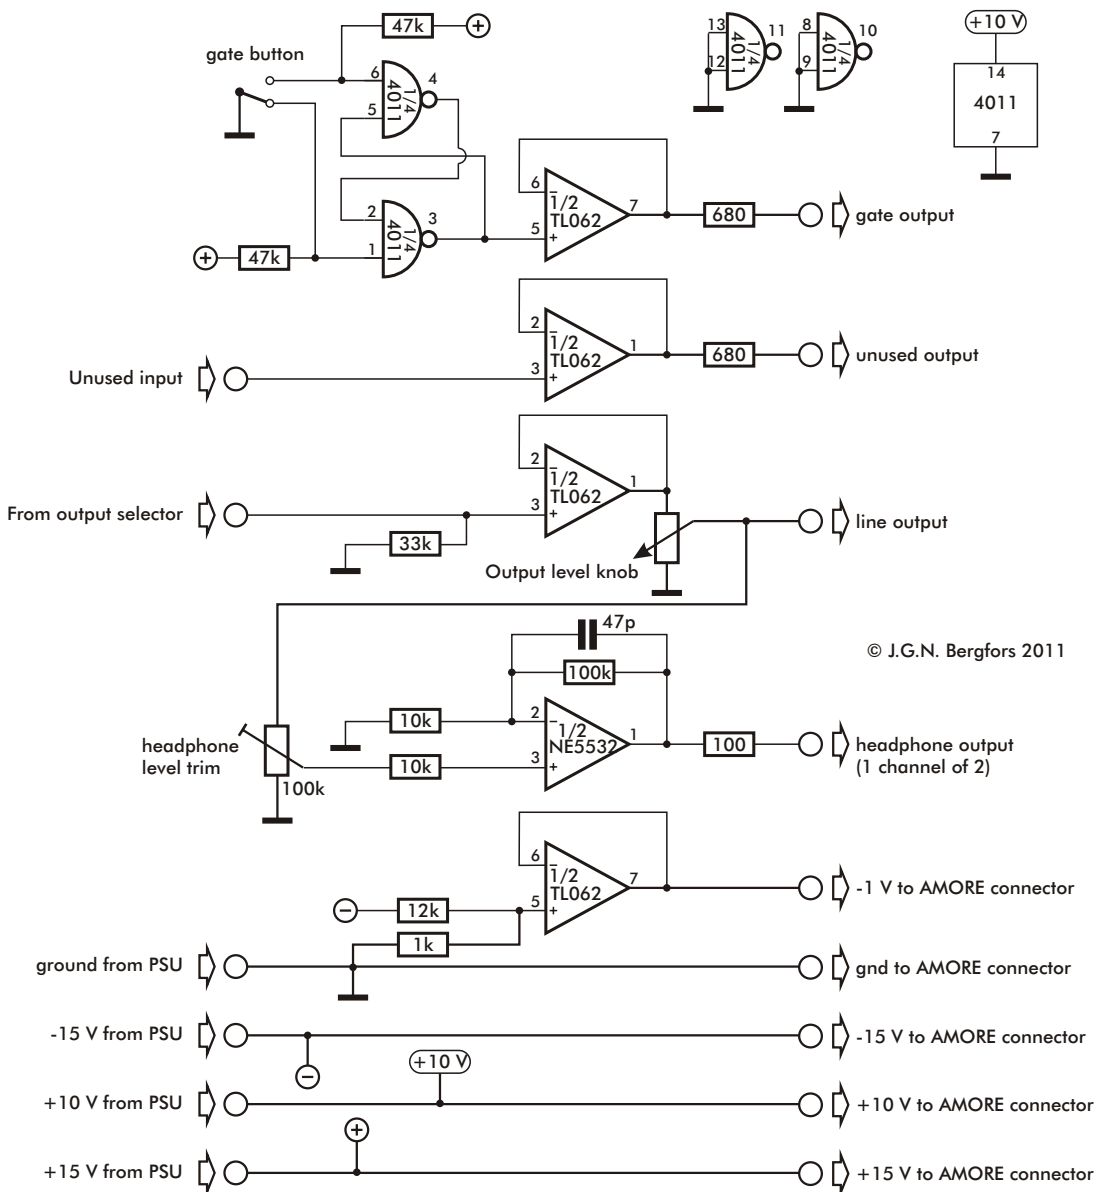 47k
gate button
6
5
4
1/4
4011
2
1
3
1/4
4011
47k
13
12
11
1/4
4011
8
9
10
1/4
4011
+10 V
14
4011
7
6
5
7
1/2
TL062
680
gate output
Unused input
2
3
1
1/2
TL062
680
unused output
From output selector
2
3
1
1/2
TL062
33k
Output level knob
line output
47p
100k
© J.G.N. Bergfors 2011
10k
2
3
1
1/2
NE5532
10k
100
headphone output
(1 channel of 2)
headphone
level trim
100k
6
5
7
1/2
TL062
12k
1k
-1 V to AMORE connector
ground from PSU
gnd to AMORE connector
-15 V from PSU
-15 V to AMORE connector
+10 V
+10 V from PSU
+10 V to AMORE connector
+15 V from PSU
+15 V to AMORE connector